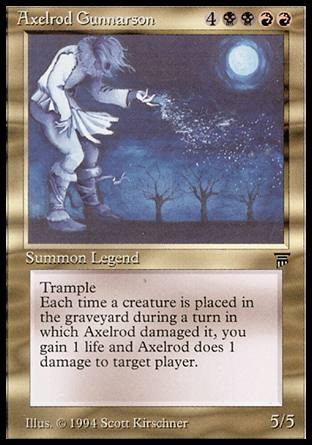 Axelrod Gunnarson 4
Summon Legend
Trample
Each time a creature is placed in
the graveyard during a turn in
which Axelrod damaged it, you
gain 1 life and Axelrod does 1
damage to target player.
Illus. © 1994 Scott Kirschner 5/5